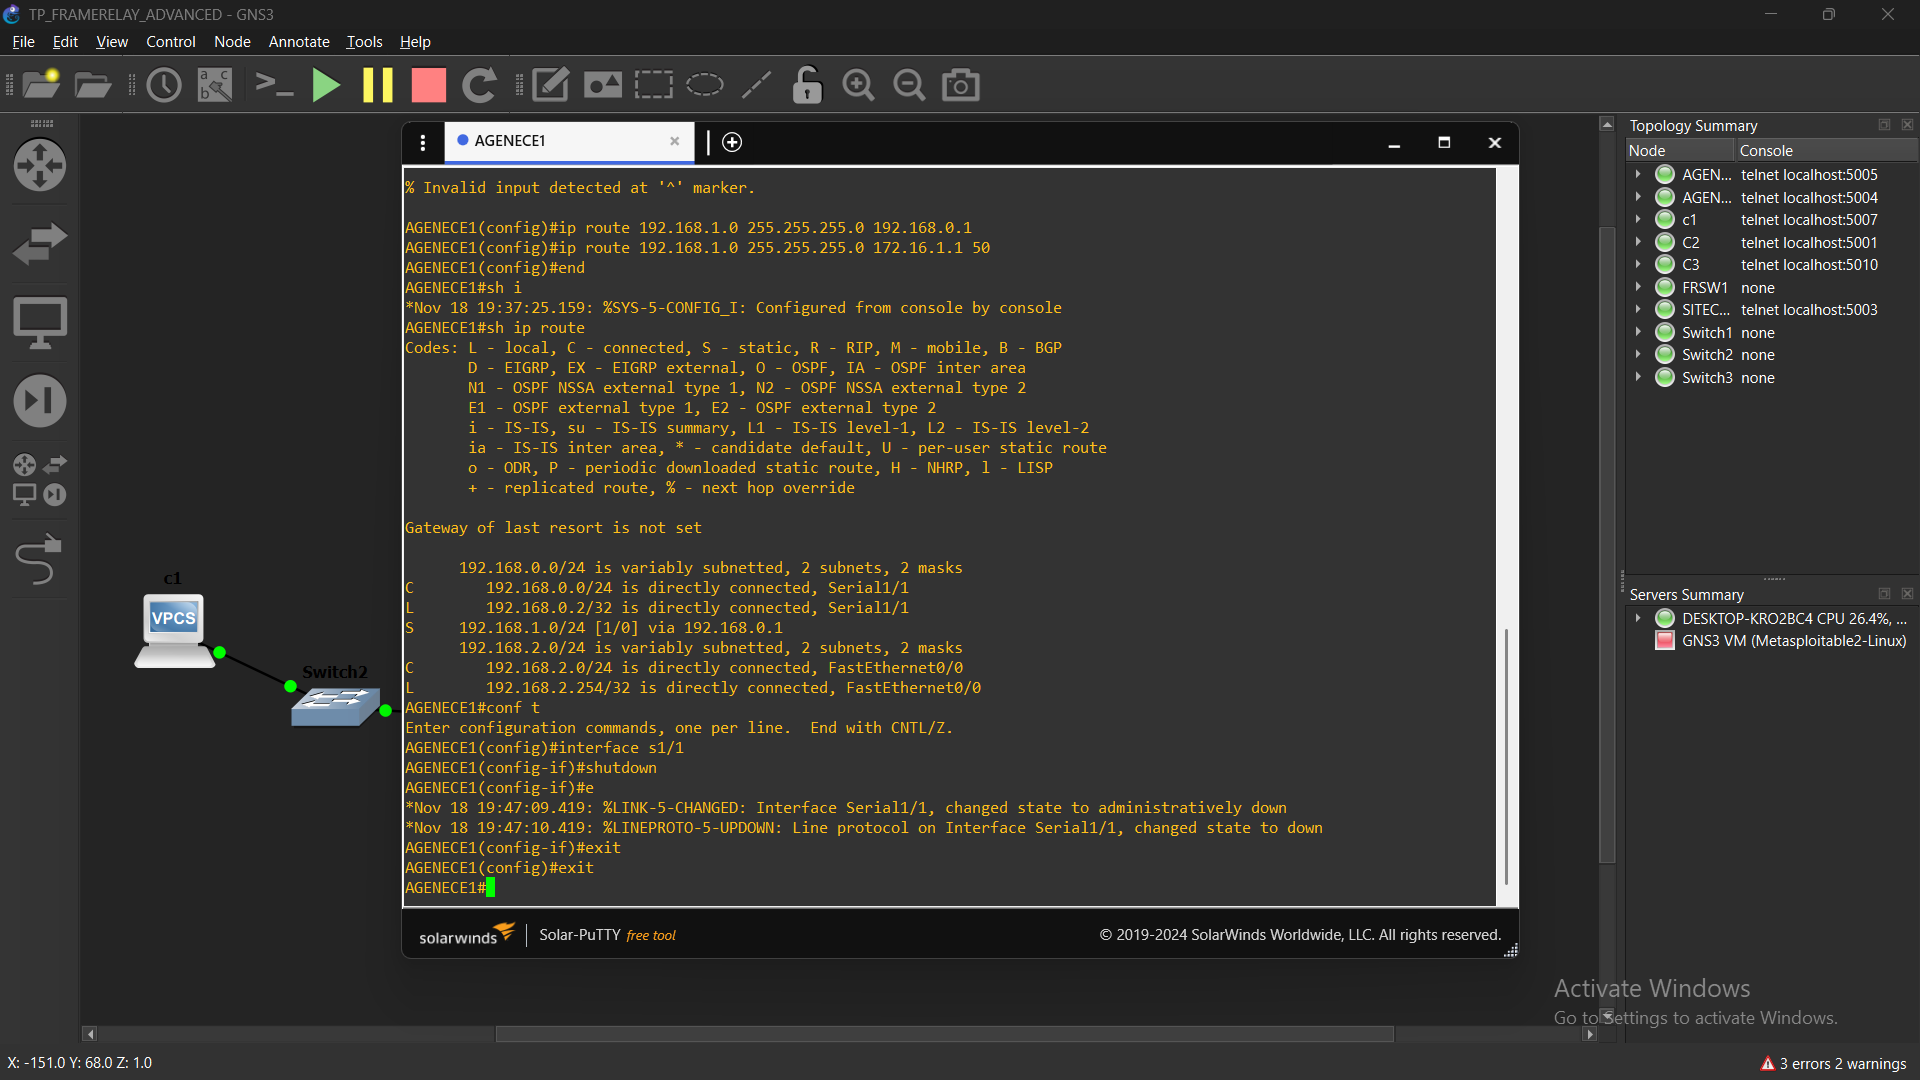 TP_FRAMERELAY_ADVANCED - GNS3
File Edit View Control Node Annotate Tools Help
AGENECE1
% Invalid input detected at '^' marker.
AGENECE1(config)#ip route 192.168.1.0 255.255.255.0 192.168.0.1
AGENECE1(config)#ip route 192.168.1.0 255.255.255.0 172.16.1.1 50
AGENECE1(config)#end
AGENECE1#sh i
*Nov 18 19:37:25.159: %SYS-5-CONFIG_I: Configured from console by console
AGENECE1#sh ip route
Codes: L - local, C - connected, S - static, R - RIP, M - mobile, B - BGP
D - EIGRP, EX - EIGRP external, O - OSPF, IA - OSPF inter area
N1 - OSPF NSSA external type 1, N2 - OSPF NSSA external type 2
E1 - OSPF external type 1, E2 - OSPF external type 2
i - IS-IS, su - IS-IS summary, L1 - IS-IS level-1, L2 - IS-IS level-2
ia - IS-IS inter area, * - candidate default, U - per-user static route
o - ODR, P - periodic downloaded static route, H - NHRP, l - LISP
+ - replicated route, % - next hop override
Gateway of last resort is not set
192.168.0.0/24 is variably subnetted, 2 subnets, 2 masks
C 192.168.0.0/24 is directly connected, Serial1/1
L 192.168.0.2/32 is directly connected, Serial1/1
S 192.168.1.0/24 [1/0] via 192.168.0.1
192.168.2.0/24 is variably subnetted, 2 subnets, 2 masks
C 192.168.2.0/24 is directly connected, FastEthernet0/0
L 192.168.2.254/32 is directly connected, FastEthernet0/0
AGENECE1#conf t
Enter configuration commands, one per line. End with CNTL/Z.
AGENECE1(config)#interface s1/1
AGENECE1(config-if)#shutdown
AGENECE1(config-if)#e
*Nov 18 19:47:09.419: %LINK-5-CHANGED: Interface Serial1/1, changed state to administratively down
*Nov 18 19:47:10.419: %LINEPROTO-5-UPDOWN: Line protocol on Interface Serial1/1, changed state to down
AGENECE1(config-if)#exit
AGENECE1(config)#exit
AGENECE1#
solarwinds Solar-PuTTY free tool © 2019-2024 SolarWinds Worldwide, LLC. All rights reserved.
c1
VPCS
Switch2
Topology Summary
Node Console
AGEN... telnet localhost:5005
AGEN... telnet localhost:5004
c1 telnet localhost:5007
C2 telnet localhost:5001
C3 telnet localhost:5010
FRSW1 none
SITEC... telnet localhost:5003
Switch1 none
Switch2 none
Switch3 none
Servers Summary
DESKTOP-KRO2BC4 CPU 26.4%, ...
GNS3 VM (Metasploitable2-Linux)
Activate Windows
Go to Settings to activate Windows.
X: -151.0 Y: 68.0 Z: 1.0
3 errors 2 warnings